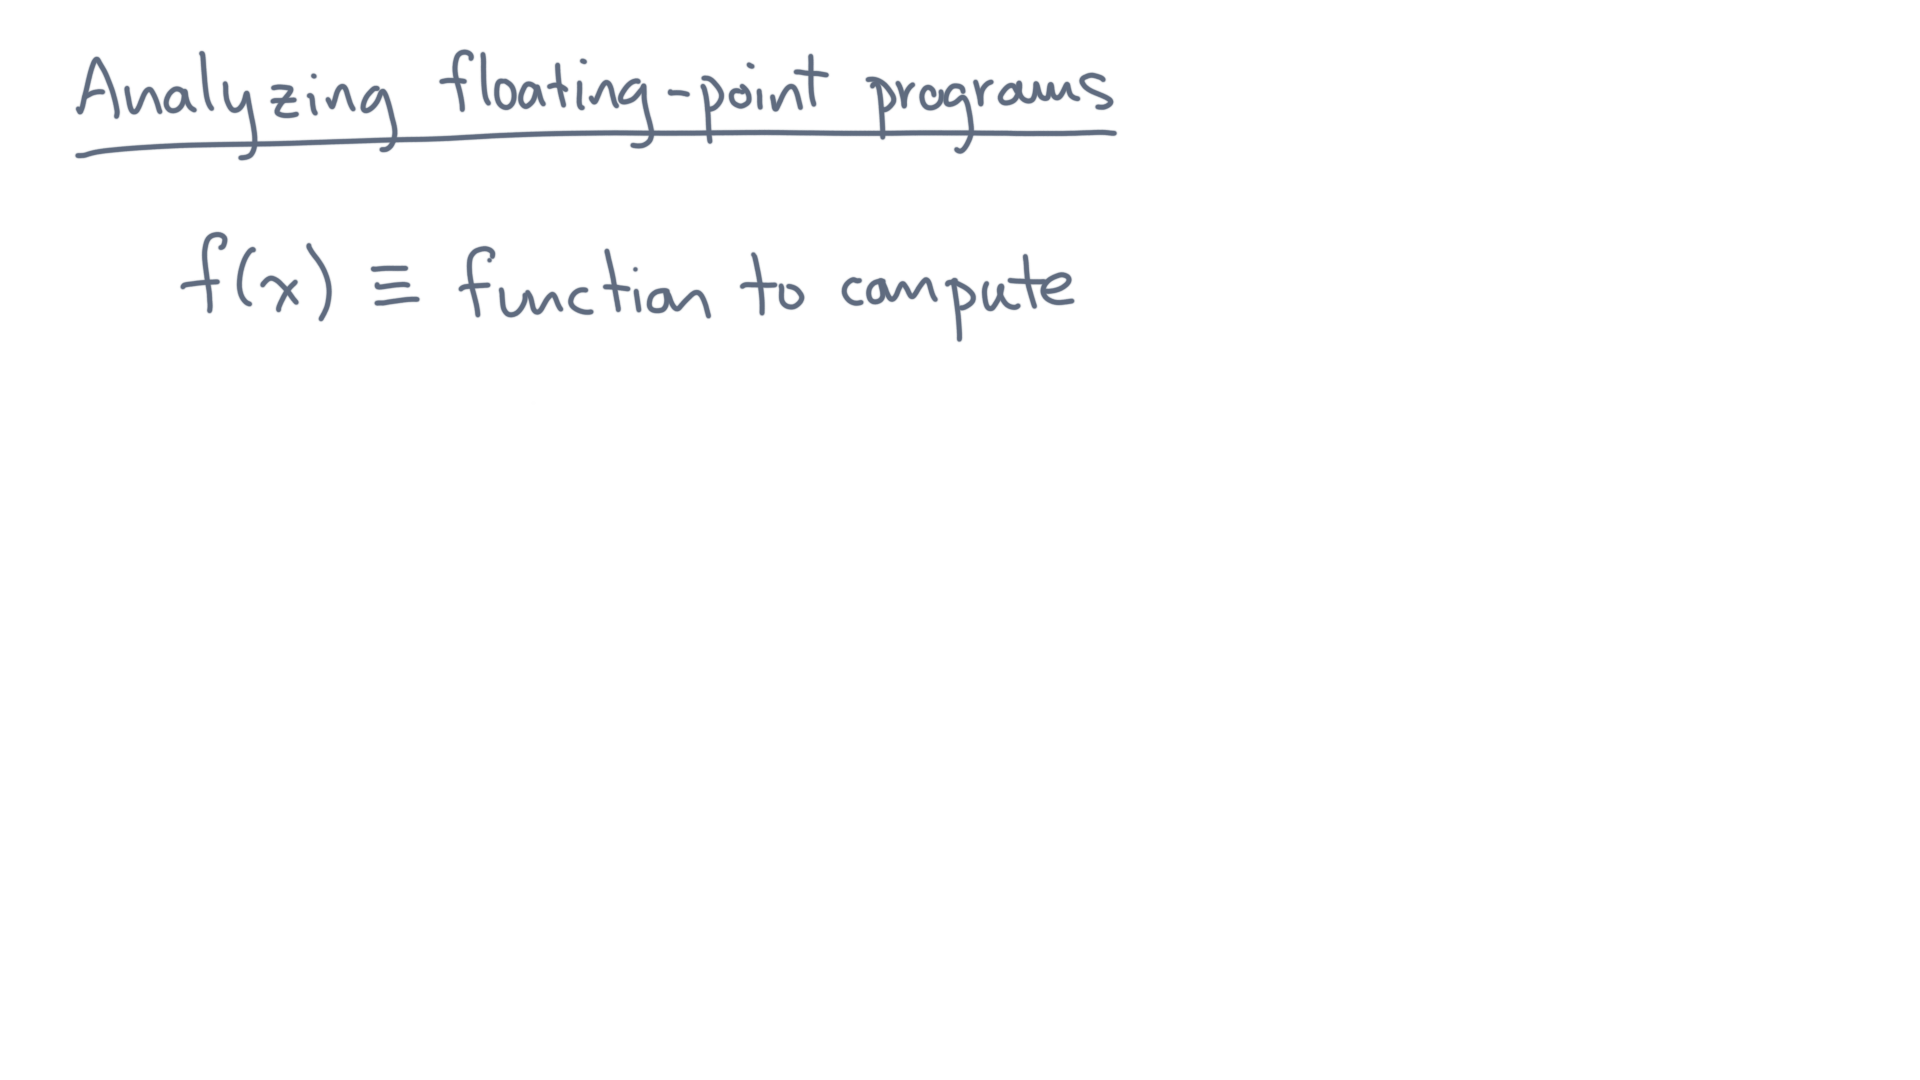 Analyzing floating-point programs
f(x) ≡ function to compute